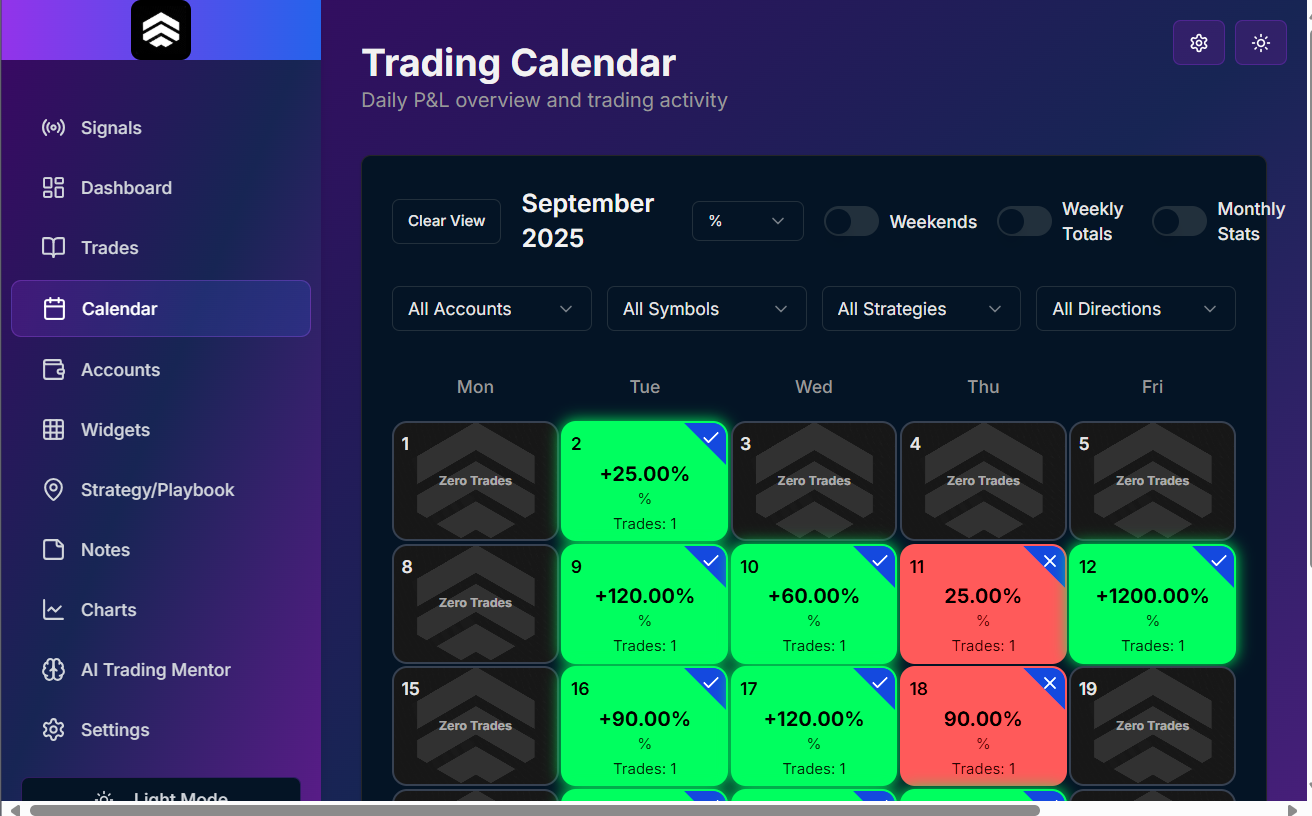 Trading Calendar
Daily P&L overview and trading activity
Signals
Dashboard
Trades
Calendar
Accounts
Widgets
Strategy/Playbook
Notes
Charts
AI Trading Mentor
Settings
Light Mode
Clear View
September
2025
%
Weekends
Weekly
Totals
Monthly
Stats
All Accounts
All Symbols
All Strategies
All Directions
Mon Tue Wed Thu Fri
1
Zero Trades
2
+25.00%
%
Trades: 1
3
Zero Trades
4
Zero Trades
5
Zero Trades
8
Zero Trades
9
+120.00%
%
Trades: 1
10
+60.00%
%
Trades: 1
11
25.00%
%
Trades: 1
12
+1200.00%
%
Trades: 1
15
Zero Trades
16
+90.00%
%
Trades: 1
17
+120.00%
%
Trades: 1
18
90.00%
%
Trades: 1
19
Zero Trades